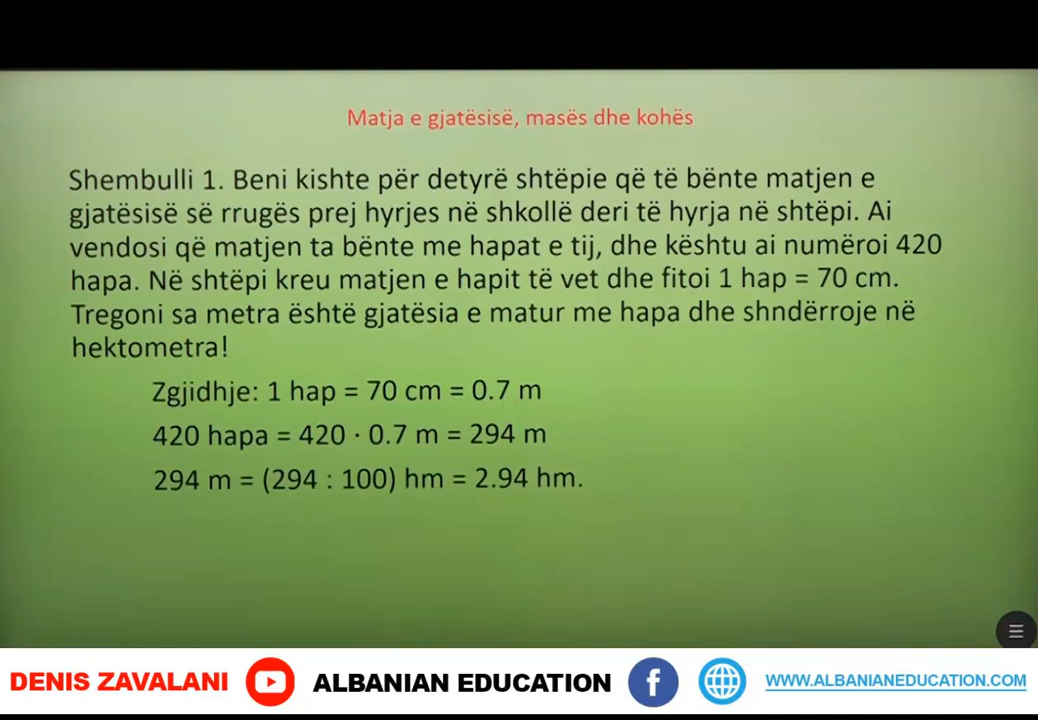 Matja e gjatësisë, masës dhe kohës
Shembulli 1. Beni kishte për detyrë shtëpie që të bënte matjen e
gjatësisë së rrugës prej hyrjes në shkollë deri të hyrja në shtëpi. Ai
vendosi që matjen ta bënte me hapat e tij, dhe kështu ai numëroi 420
hapa. Në shtëpi kreu matjen e hapit të vet dhe fitoi 1 hap = 70 cm.
Tregoni sa metra është gjatësia e matur me hapa dhe shndërroje në
hektometra!
Zgjidhje: 1 hap = 70 cm = 0.7 m
420 hapa = 420 · 0.7 m = 294 m
294 m = (294 : 100) hm = 2.94 hm.
DENIS ZAVALANI ALBANIAN EDUCATION f WWW.ALBANIANEDUCATION.COM